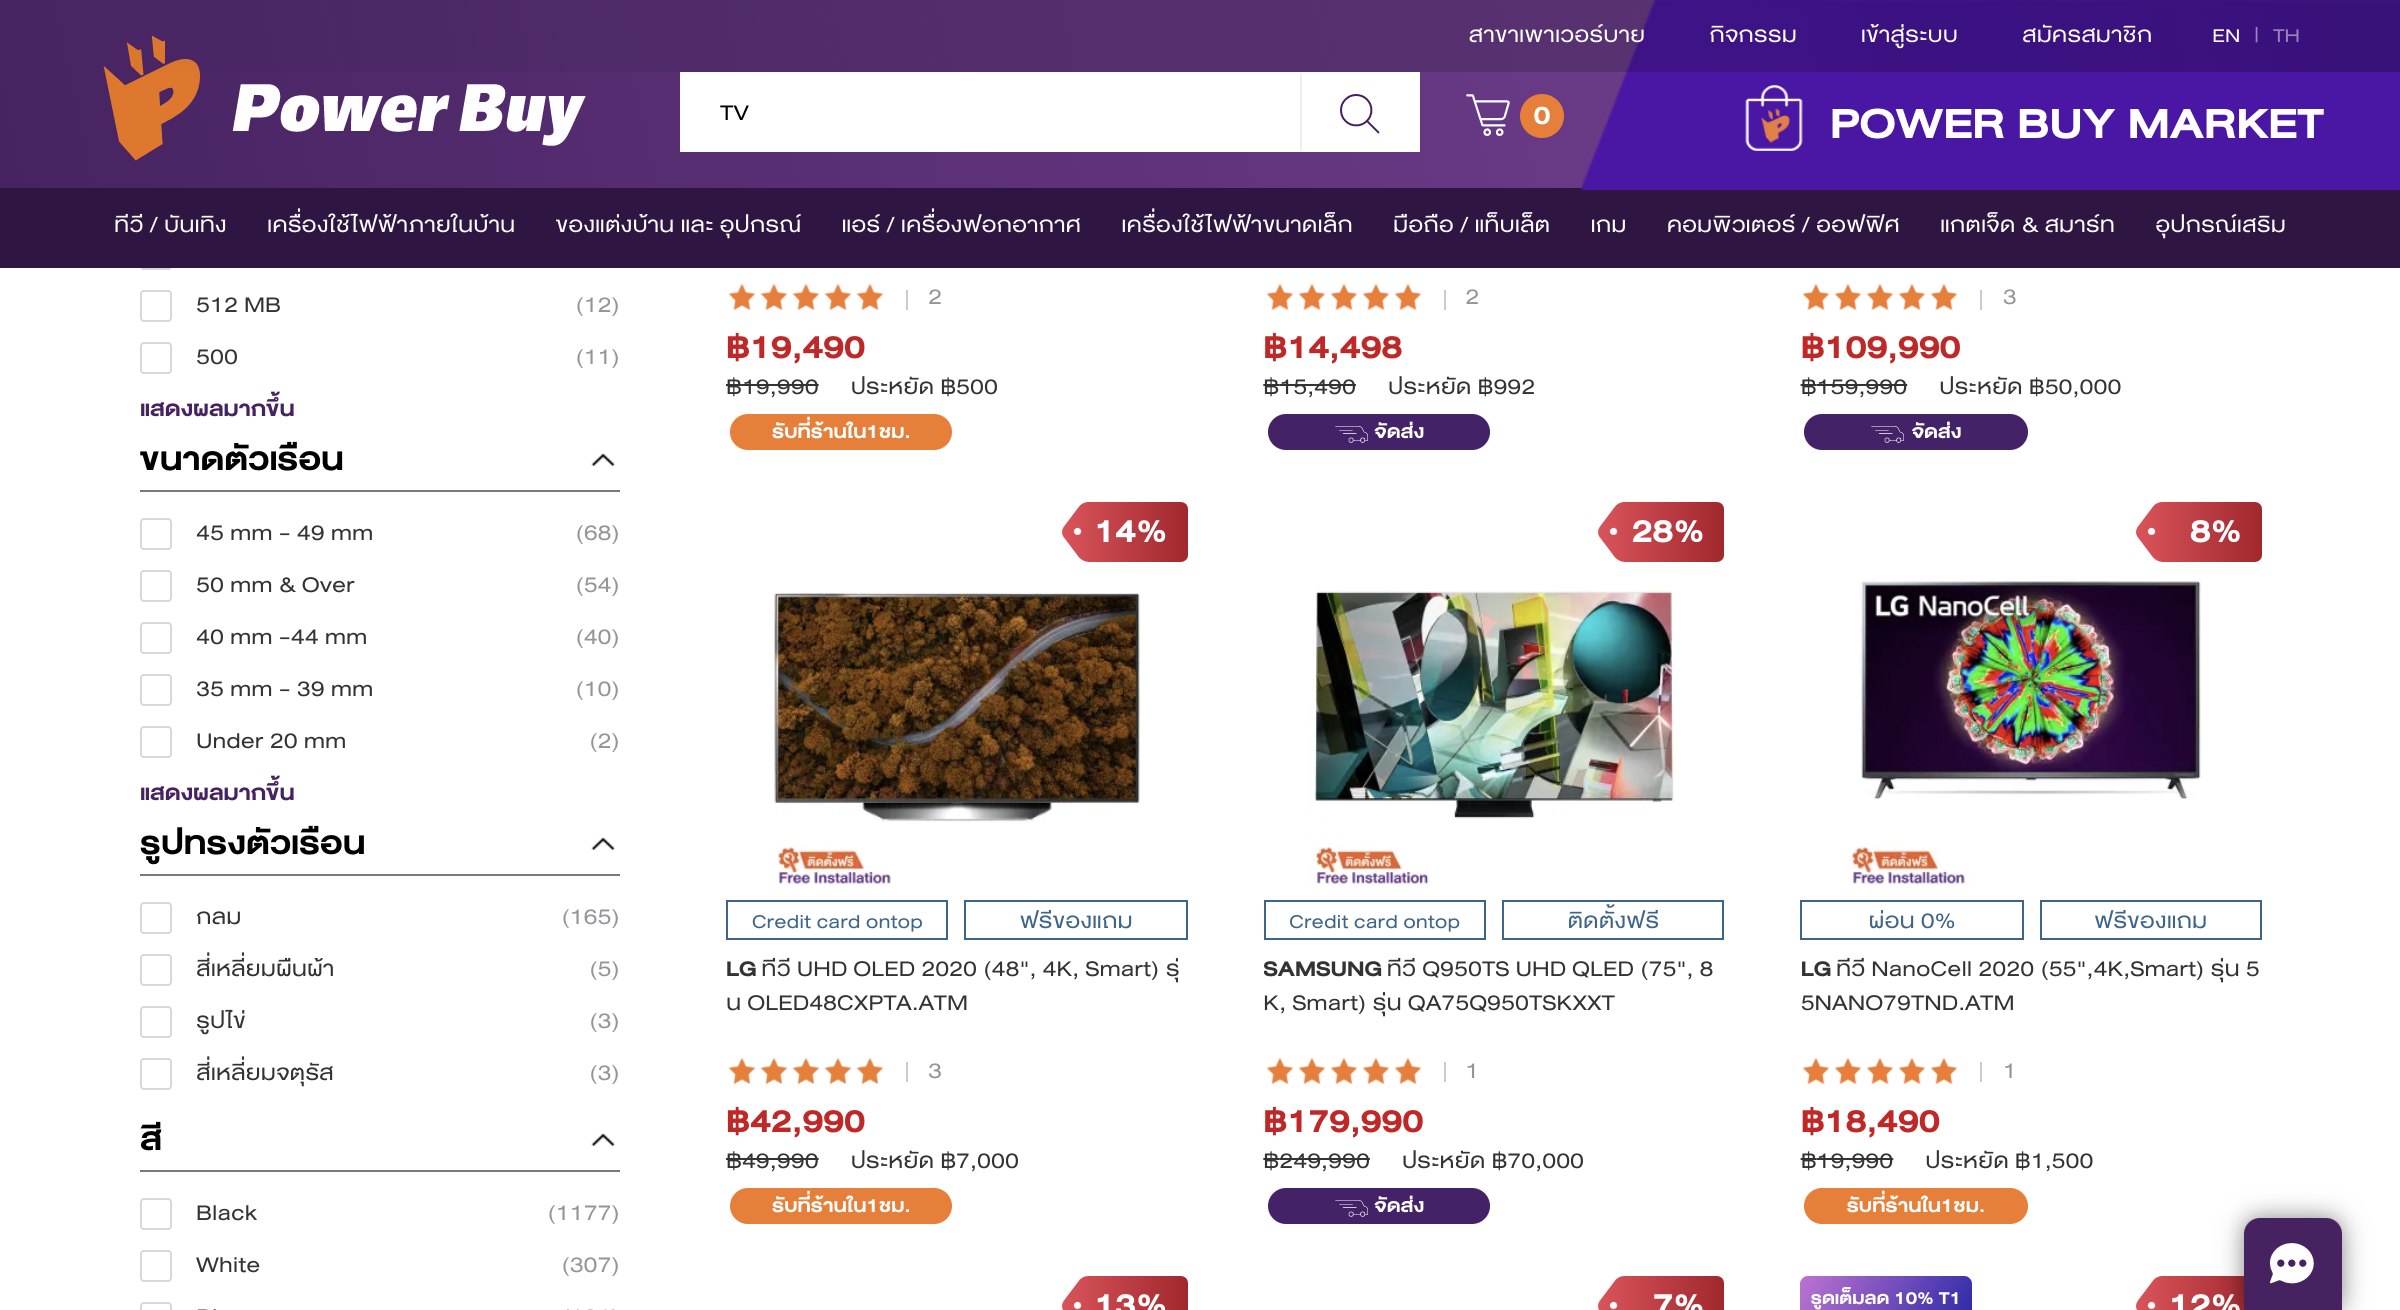 สาขาเพาเวอร์บาย กิจกรรม เข้าสู่ระบบ สมัครสมาชิก EN | TH
Power Buy
TV
0
POWER BUY MARKET
ทีวี / บันเทิง เครื่องใช้ไฟฟ้าภายในบ้าน ของแต่งบ้าน และ อุปกรณ์ แอร์ / เครื่องฟอกอากาศ เครื่องใช้ไฟฟ้าขนาดเล็ก มือถือ / แท็บเล็ต เกม คอมพิวเตอร์ / ออฟฟิศ แกตเจ็ด & สมาร์ท อุปกรณ์เสริม
512 MB (12)
500 (11)
แสดงผลมากขึ้น
ขนาดตัวเรือน
45 mm - 49 mm (68)
50 mm & Over (54)
40 mm -44 mm (40)
35 mm - 39 mm (10)
Under 20 mm (2)
แสดงผลมากขึ้น
รูปทรงตัวเรือน
กลม (165)
สี่เหลี่ยมผืนผ้า (5)
รูปไข่ (3)
สี่เหลี่ยมจตุรัส (3)
สี
Black (1177)
White (307)
| 2
฿19,490
฿19,990 ประหยัด ฿500
รับที่ร้านใน1ชม.
| 2
฿14,498
฿15,490 ประหยัด ฿992
จัดส่ง
| 3
฿109,990
฿159,990 ประหยัด ฿50,000
จัดส่ง
14%
ติดตั้งฟรี
Free Installation
Credit card ontop ฟรีของแถม
LG ทีวี UHD OLED 2020 (48", 4K, Smart) รุ่
น OLED48CXPTA.ATM
| 3
฿42,990
฿49,990 ประหยัด ฿7,000
รับที่ร้านใน1ชม.
28%
ติดตั้งฟรี
Free Installation
Credit card ontop ติดตั้งฟรี
SAMSUNG ทีวี Q950TS UHD QLED (75", 8
K, Smart) รุ่น QA75Q950TSKXXT
| 1
฿179,990
฿249,990 ประหยัด ฿70,000
จัดส่ง
8%
LG NanoCell
ติดตั้งฟรี
Free Installation
ผ่อน 0% ฟรีของแถม
LG ทีวี NanoCell 2020 (55",4K,Smart) รุ่น 5
5NANO79TND.ATM
| 1
฿18,490
฿19,990 ประหยัด ฿1,500
รับที่ร้านใน1ชม.
13%
7%
รูดเต็มลด 10% T1
12%